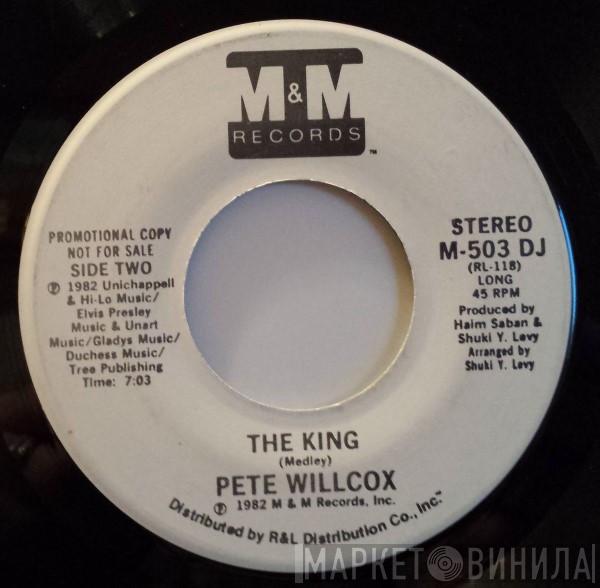 M&M
RECORDS™
PROMOTIONAL COPY
NOT FOR SALE
SIDE TWO
℗ 1982 Unichappell
& Hi-Lo Music/
Elvis Presley
Music & Unart
Music/Gladys Music/
Duchess Music/
Tree Publishing
Time: 7:03
STEREO
M-503 DJ
(RL-118)
LONG
45 RPM
Produced by
Haim Saban &
Shuki Y. Levy
Arranged by
Shuki Y. Levy
THE KING
(Medley)
PETE WILLCOX
℗ 1982 M & M Records, Inc.
Distributed by R&L Distribution Co., Inc.™
МАРКЕТ ВИНИЛА